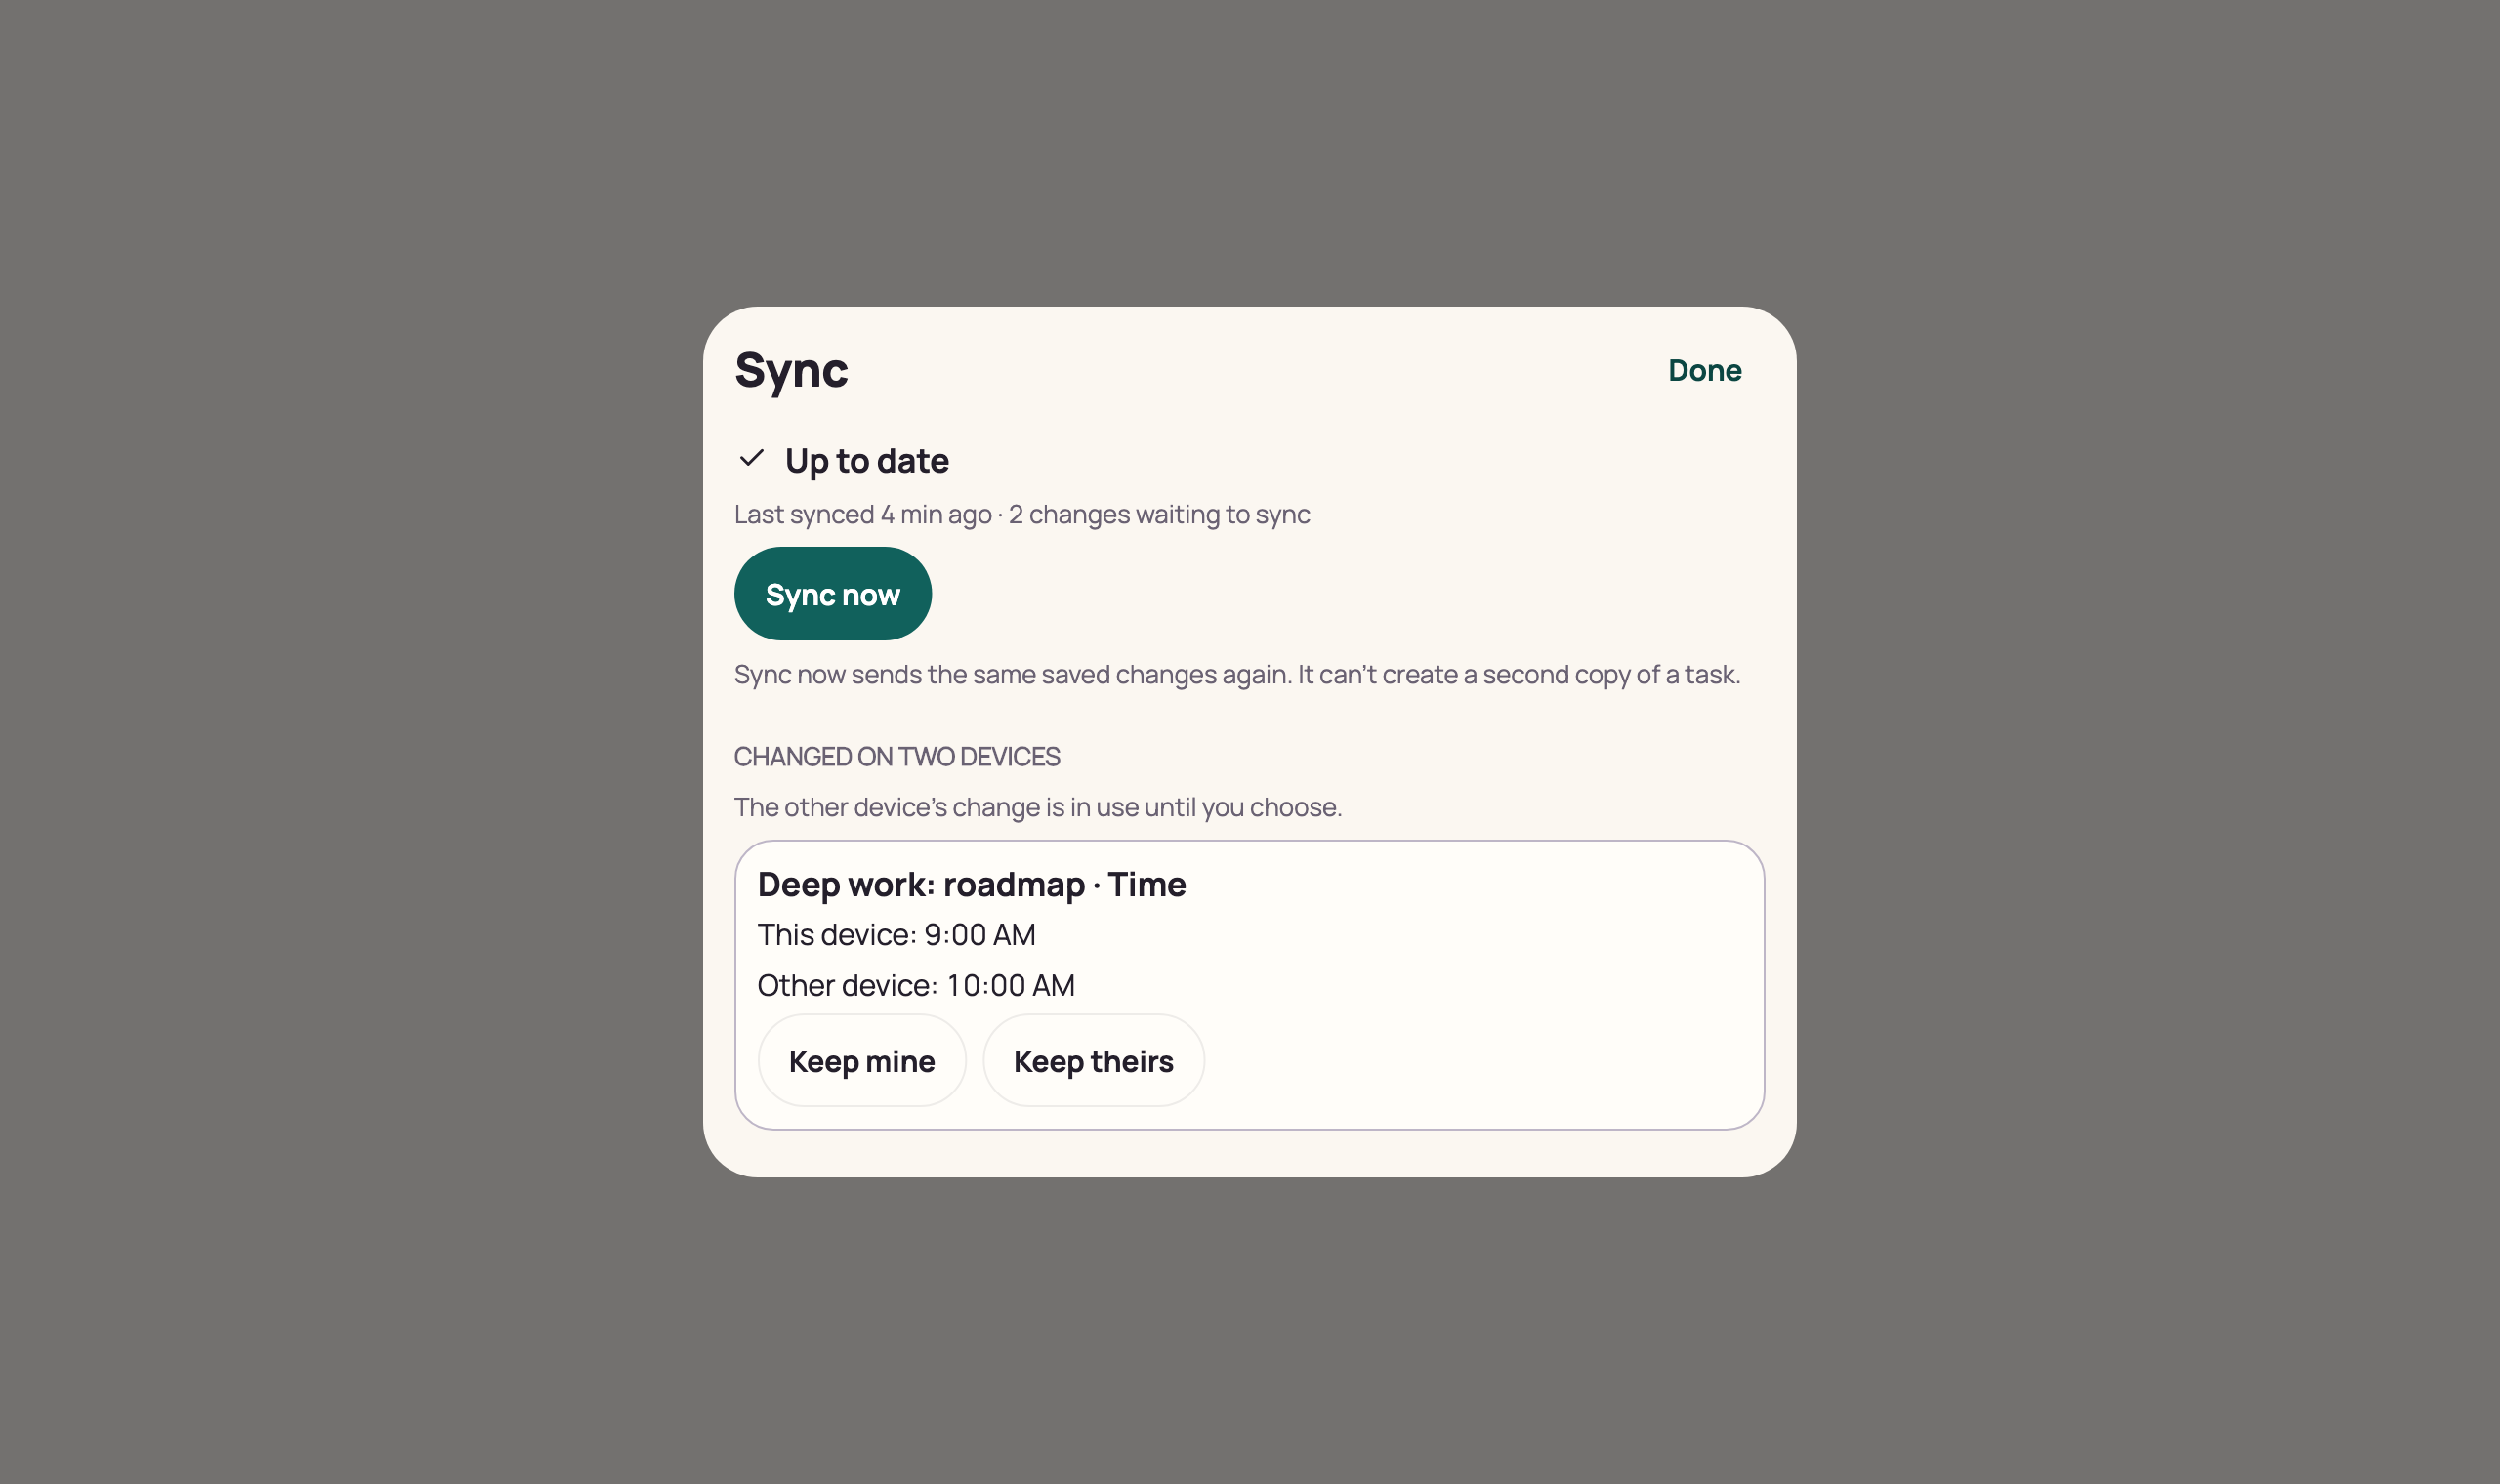 Sync
Done
Up to date
Last synced 4 min ago · 2 changes waiting to sync
Sync now
Sync now sends the same saved changes again. It can’t create a second copy of a task.
CHANGED ON TWO DEVICES
The other device’s change is in use until you choose.
Deep work: roadmap · Time
This device: 9:00 AM
Other device: 10:00 AM
Keep mine
Keep theirs